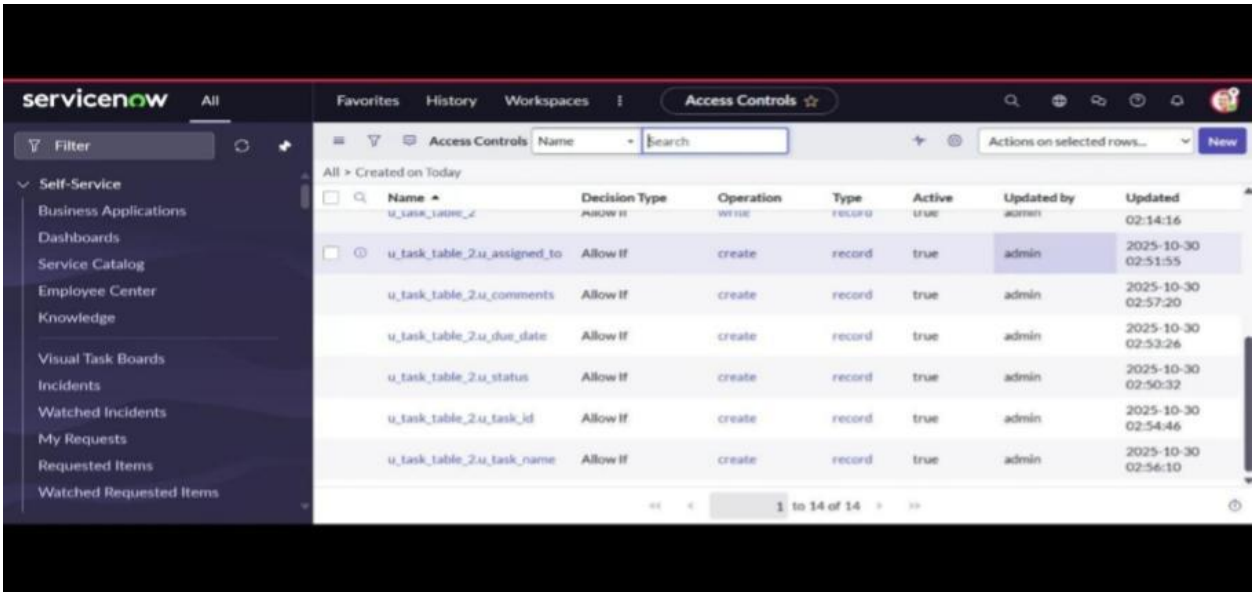 servicenow All Favorites History Workspaces Access Controls
Filter
Access Controls Name Search Actions on selected rows... New
Self-Service
Business Applications
Dashboards
Service Catalog
Employee Center
Knowledge
Visual Task Boards
Incidents
Watched Incidents
My Requests
Requested Items
Watched Requested Items
All > Created on Today
Name Decision Type Operation Type Active Updated by Updated
u_task_table_2 Allow If write record true admin 02:14:16
u_task_table_2.u_assigned_to Allow If create record true admin 2025-10-30 02:51:55
u_task_table_2.u_comments Allow If create record true admin 2025-10-30 02:57:20
u_task_table_2.u_due_date Allow If create record true admin 2025-10-30 02:53:26
u_task_table_2.u_status Allow If create record true admin 2025-10-30 02:50:32
u_task_table_2.u_task_id Allow If create record true admin 2025-10-30 02:54:46
u_task_table_2.u_task_name Allow If create record true admin 2025-10-30 02:56:10
1 to 14 of 14